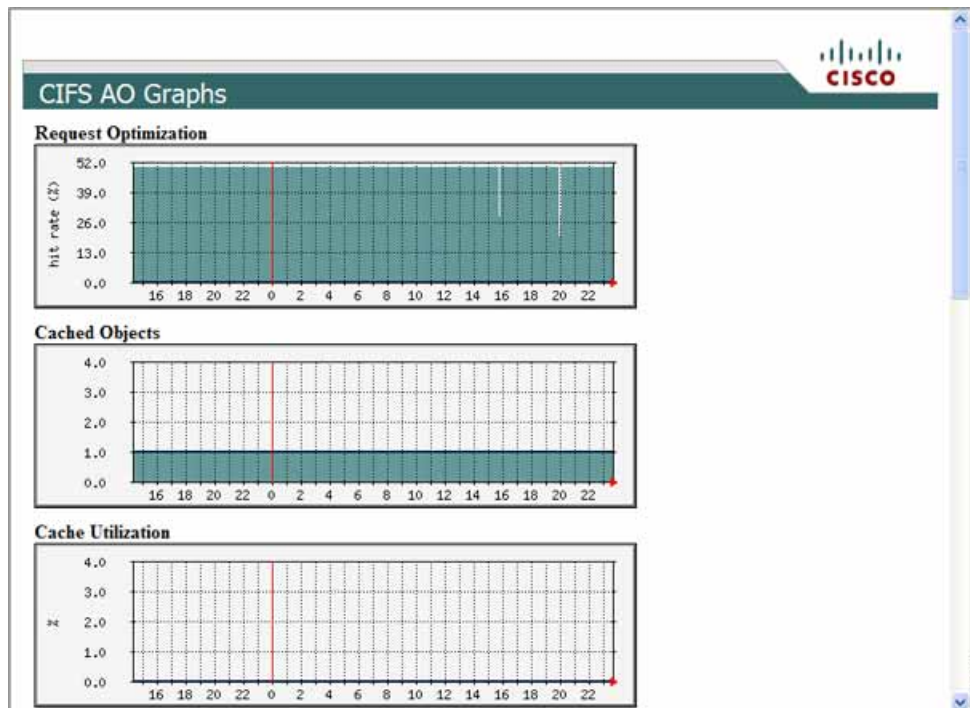 CISCO
CIFS AO Graphs
Request Optimization
52.0
39.0
26.0
13.0
0.0
hit rate (%)
16 18 20 22 0 2 4 6 8 10 12 14 16 18 20 22
Cached Objects
4.0
3.0
2.0
1.0
0.0
16 18 20 22 0 2 4 6 8 10 12 14 16 18 20 22
Cache Utilization
4.0
3.0
2.0
1.0
0.0
%
16 18 20 22 0 2 4 6 8 10 12 14 16 18 20 22